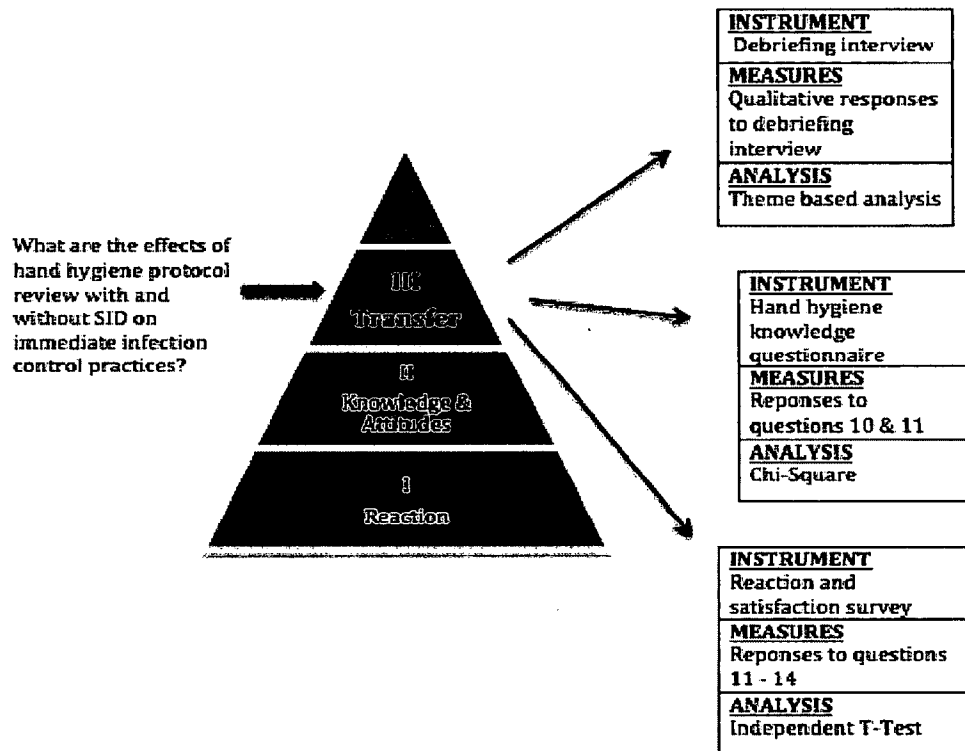 What are the effects of
hand hygiene protocol
review with and
without SID on
immediate infection
control practices?
III
Transfer
II
Knowledge &
Attitudes
I
Reaction
INSTRUMENT
Debriefing interview
MEASURES
Qualitative responses
to debriefing
interview
ANALYSIS
Theme based analysis
INSTRUMENT
Hand hygiene
knowledge
questionnaire
MEASURES
Reponses to
questions 10 & 11
ANALYSIS
Chi-Square
INSTRUMENT
Reaction and
satisfaction survey
MEASURES
Reponses to questions
11 - 14
ANALYSIS
Independent T-Test